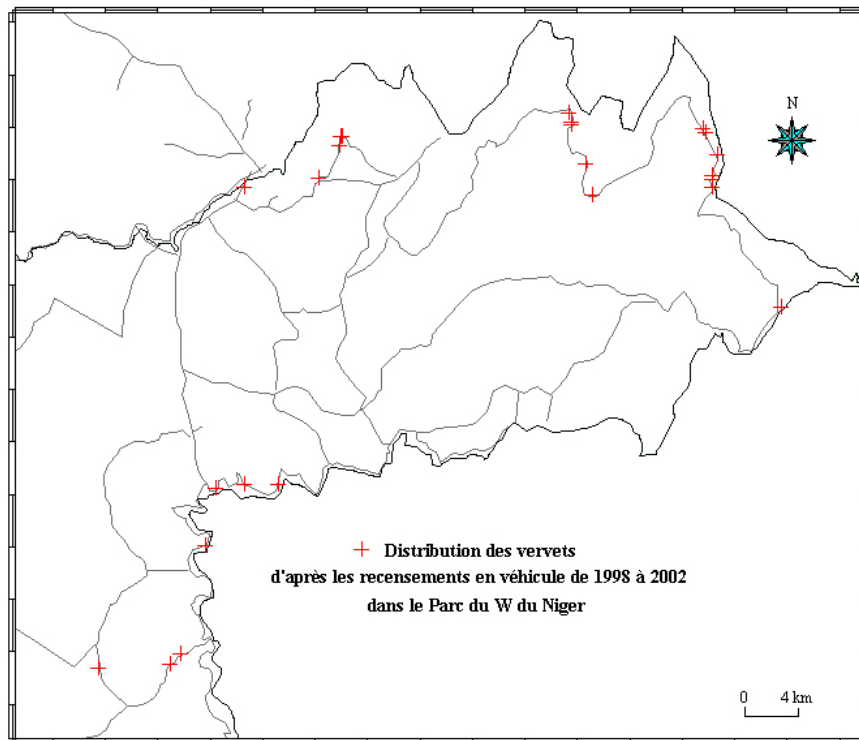 N
Distribution des vervets
d'après les recensements en véhicule de 1998 à 2002
dans le Parc du W du Niger
0 4 km